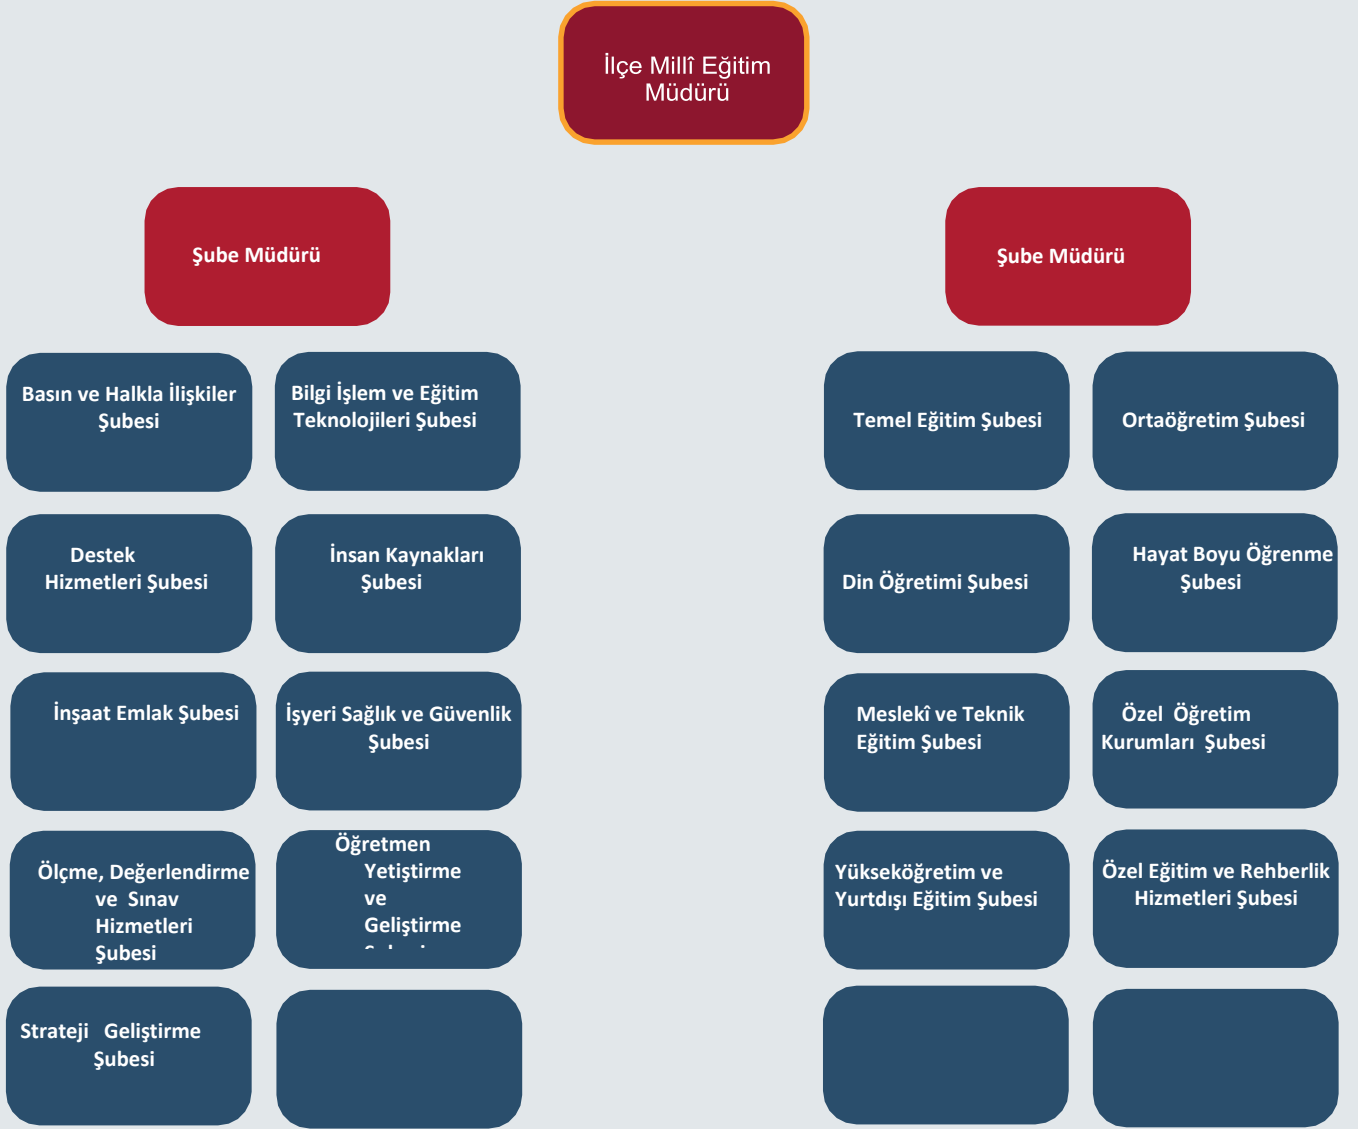 İlçe Millî Eğitim
Müdürü
Şube Müdürü
Şube Müdürü
Basın ve Halkla İlişkiler
Şubesi
Bilgi İşlem ve Eğitim
Teknolojileri Şubesi
Temel Eğitim Şubesi
Ortaöğretim Şubesi
Destek
Hizmetleri Şubesi
İnsan Kaynakları
Şubesi
Din Öğretimi Şubesi
Hayat Boyu Öğrenme
Şubesi
İnşaat Emlak Şubesi
İşyeri Sağlık ve Güvenlik
Şubesi
Meslekî ve Teknik
Eğitim Şubesi
Özel Öğretim
Kurumları Şubesi
Ölçme, Değerlendirme
ve Sınav
Hizmetleri
Şubesi
Öğretmen
Yetiştirme
ve
Geliştirme
Yükseköğretim ve
Yurtdışı Eğitim Şubesi
Özel Eğitim ve Rehberlik
Hizmetleri Şubesi
Strateji Geliştirme
Şubesi